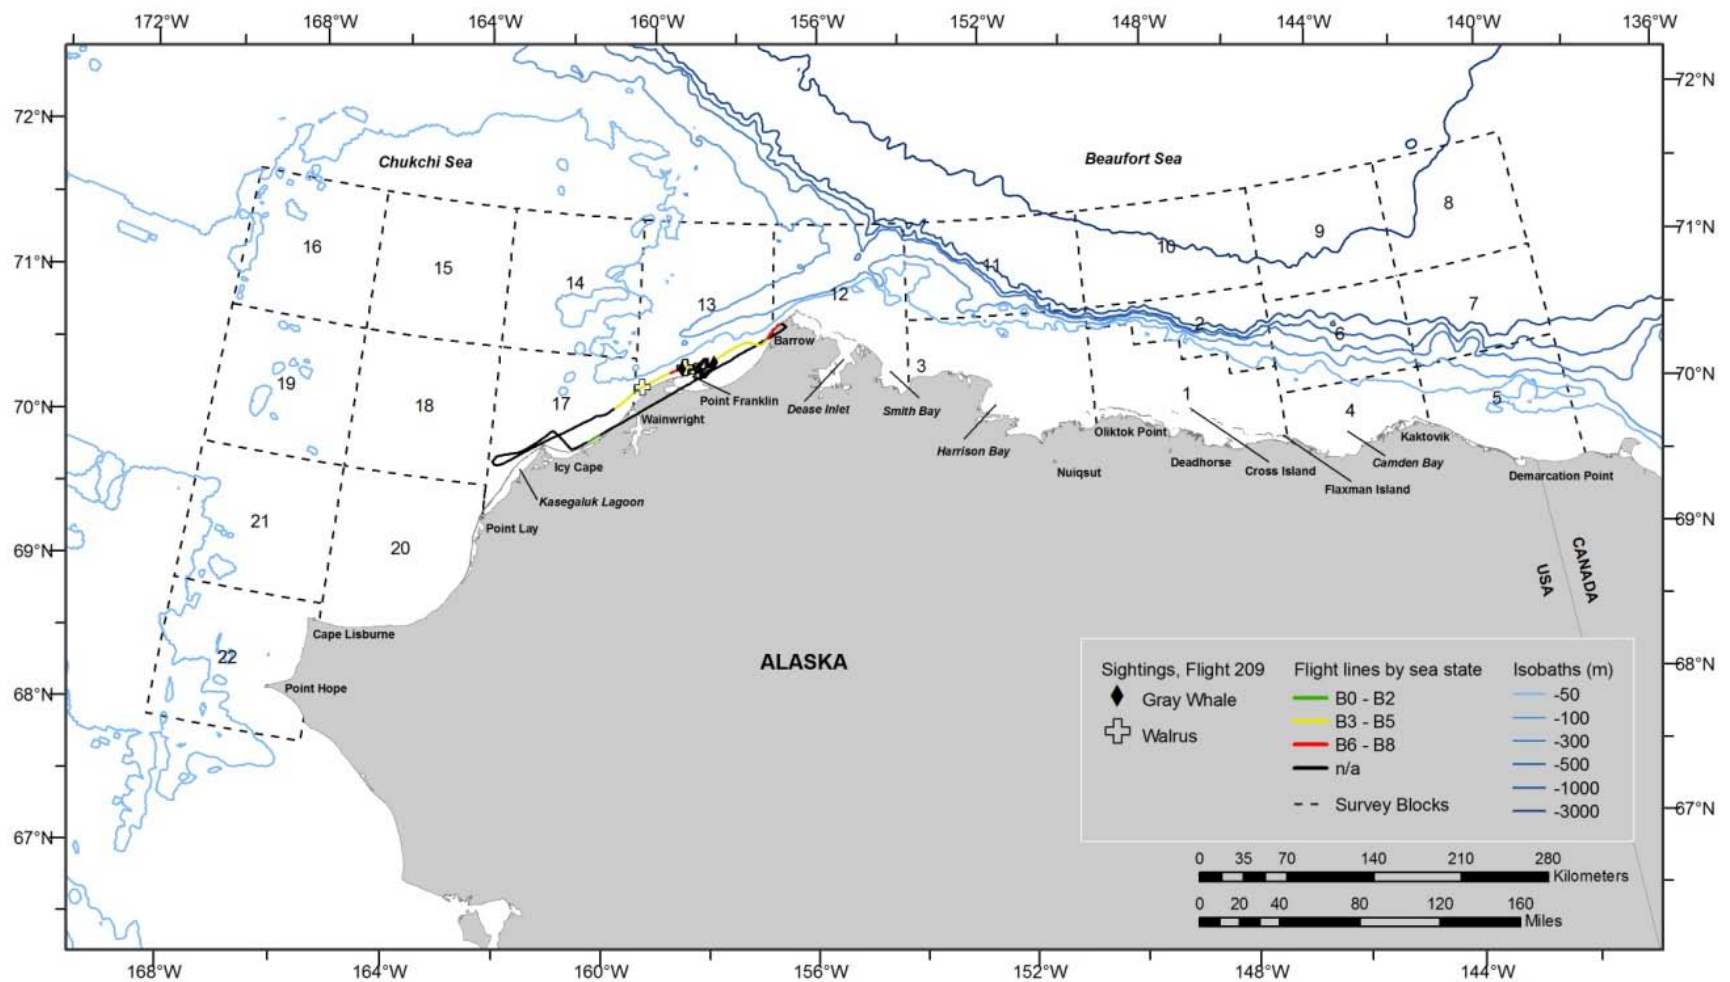 172°W 168°W 164°W 160°W 156°W 152°W 148°W 144°W 140°W 136°W
72°N 72°N
Chukchi Sea Beaufort Sea
8
9
16 10
71°N 71°N
15 11
14 12
13 7
2 6
Barrow
19 3 70°N
18 17 Point Franklin Dease Inlet Smith Bay 1 4 5
70°N
Wainwright Oliktok Point Kaktovik
Harrison Bay
Icy Cape Nuiqsut Deadhorse Cross Island Camden Bay Demarcation Point
Kasegaluk Lagoon Flaxman Island
21 Point Lay 69°N
69°N 20
CANADA
USA
Cape Lisburne
22 ALASKA
68°N Point Hope 68°N
Sightings, Flight 209
Gray Whale
Walrus
Flight lines by sea state
B0 - B2
B3 - B5
B6 - B8
n/a
Survey Blocks
Isobaths (m)
-50
-100
-300
-500
-1000
-3000
67°N 67°N
0 35 70 140 210 280
Kilometers
0 20 40 80 120 160
Miles
168°W 164°W 160°W 156°W 152°W 148°W 144°W